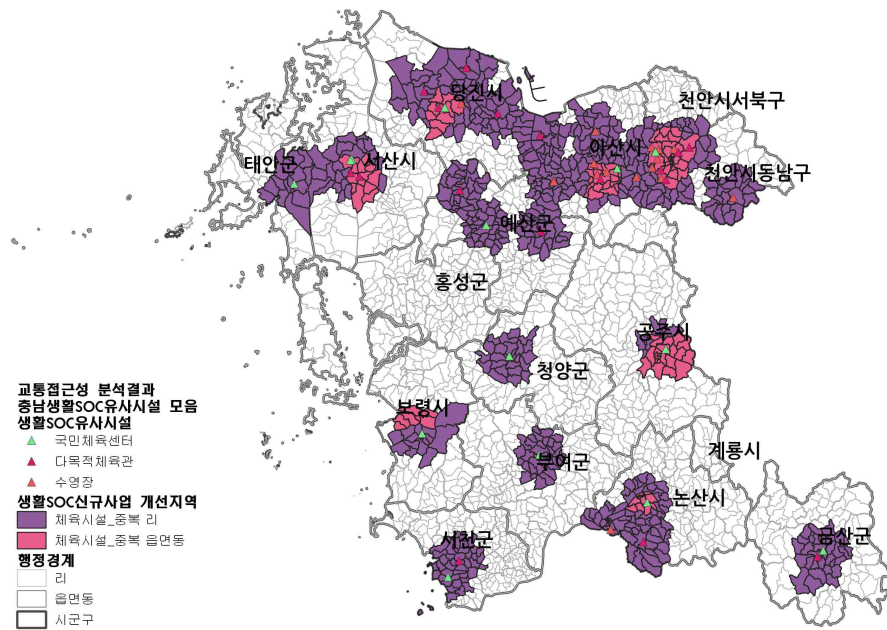 당진시
천안시서북구
아산시
태안군
서산시
천안시동남구
예산군
홍성군
공주시
청양군
보령시
계룡시
부여군
논산시
서천군
금산군
교통접근성 분석결과
충남생활SOC유사시설 모음
생활SOC유사시설
국민체육센터
다목적체육관
수영장
생활SOC신규사업 개선지역
체육시설_중복 리
체육시설_중복 읍면동
행정경계
리
읍면동
시군구